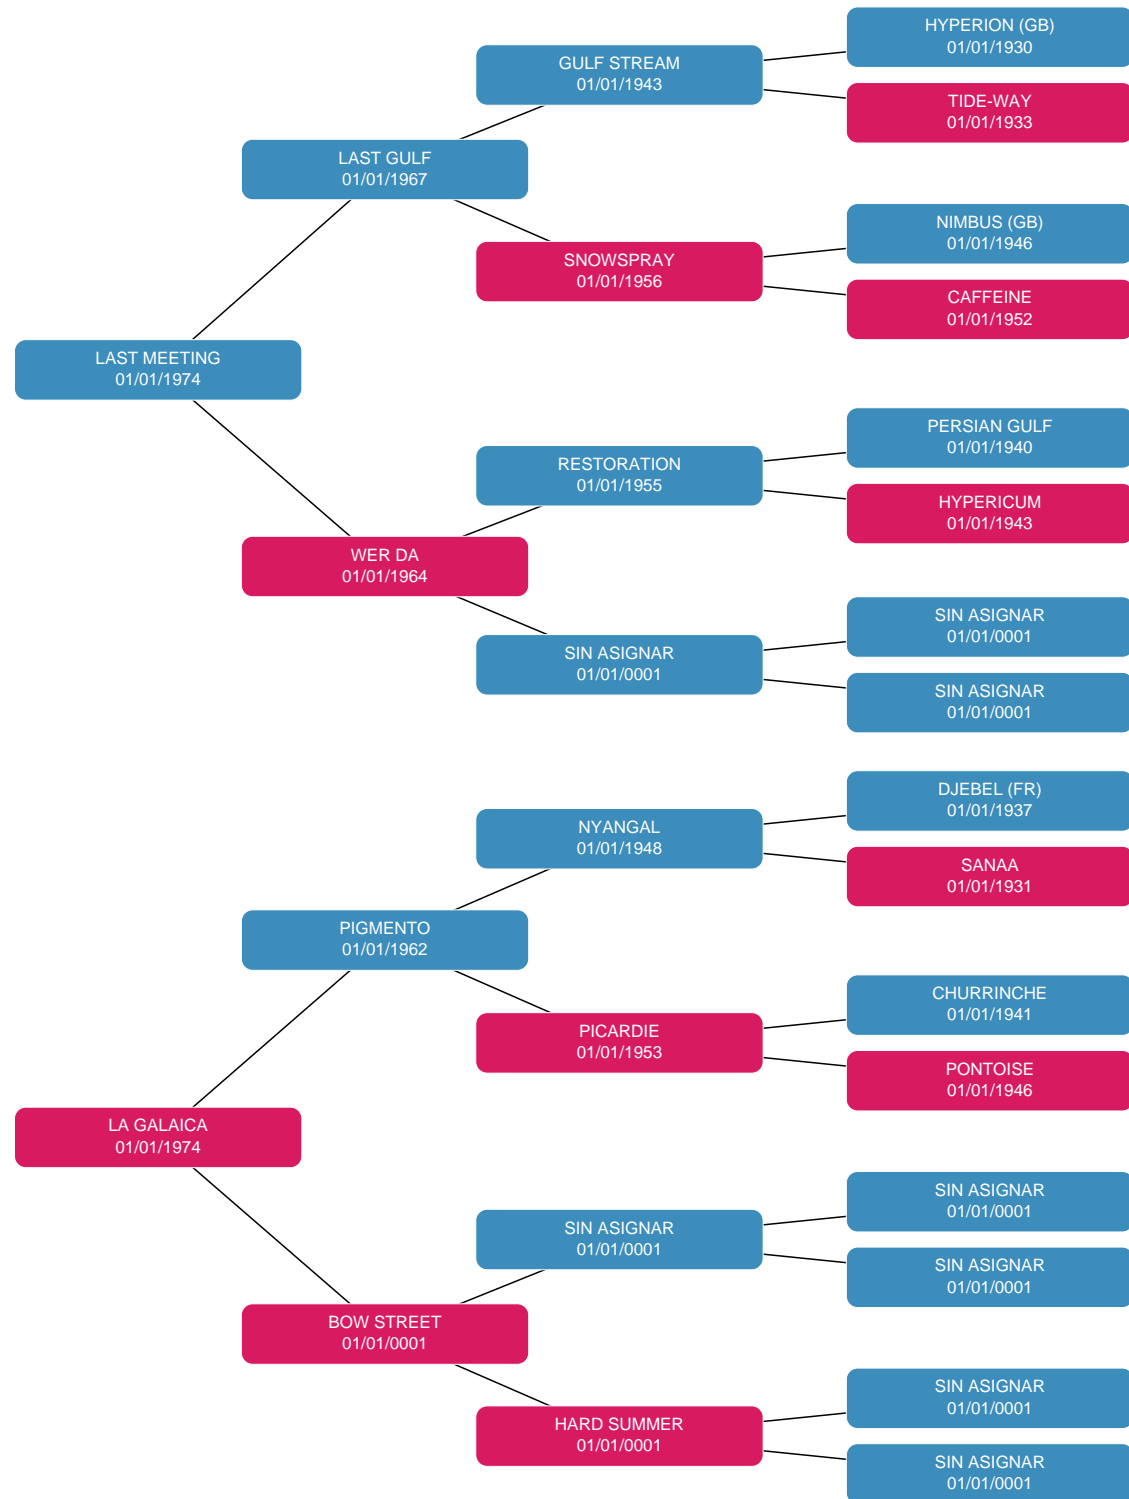 HYPERION (GB)
01/01/1930
GULF STREAM
01/01/1943
TIDE-WAY
01/01/1933
LAST GULF
01/01/1967
NIMBUS (GB)
01/01/1946
SNOWSPRAY
01/01/1956
CAFFEINE
01/01/1952
LAST MEETING
01/01/1974
PERSIAN GULF
01/01/1940
RESTORATION
01/01/1955
HYPERICUM
01/01/1943
WER DA
01/01/1964
SIN ASIGNAR
01/01/0001
SIN ASIGNAR
01/01/0001
SIN ASIGNAR
01/01/0001
DJEBEL (FR)
01/01/1937
NYANGAL
01/01/1948
SANAA
01/01/1931
PIGMENTO
01/01/1962
CHURRINCHE
01/01/1941
PICARDIE
01/01/1953
PONTOISE
01/01/1946
LA GALAICA
01/01/1974
SIN ASIGNAR
01/01/0001
SIN ASIGNAR
01/01/0001
SIN ASIGNAR
01/01/0001
BOW STREET
01/01/0001
SIN ASIGNAR
01/01/0001
HARD SUMMER
01/01/0001
SIN ASIGNAR
01/01/0001